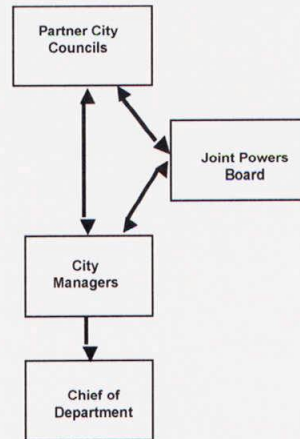 Partner City
Councils
Joint Powers
Board
City
Managers
Chief of
Department